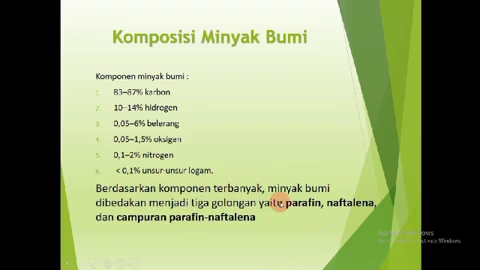 Komposisi Minyak Bumi
Komponen minyak bumi :
1. 83–87% karbon
2. 10–14% hidrogen
3. 0,05–6% belerang
4. 0,05–1,5% oksigen
5. 0,1–2% nitrogen
6. < 0,1% unsur-unsur logam.
Berdasarkan komponen terbanyak, minyak bumi
dibedakan menjadi tiga golongan yaitu parafin, naftalena,
dan campuran parafin-naftalena